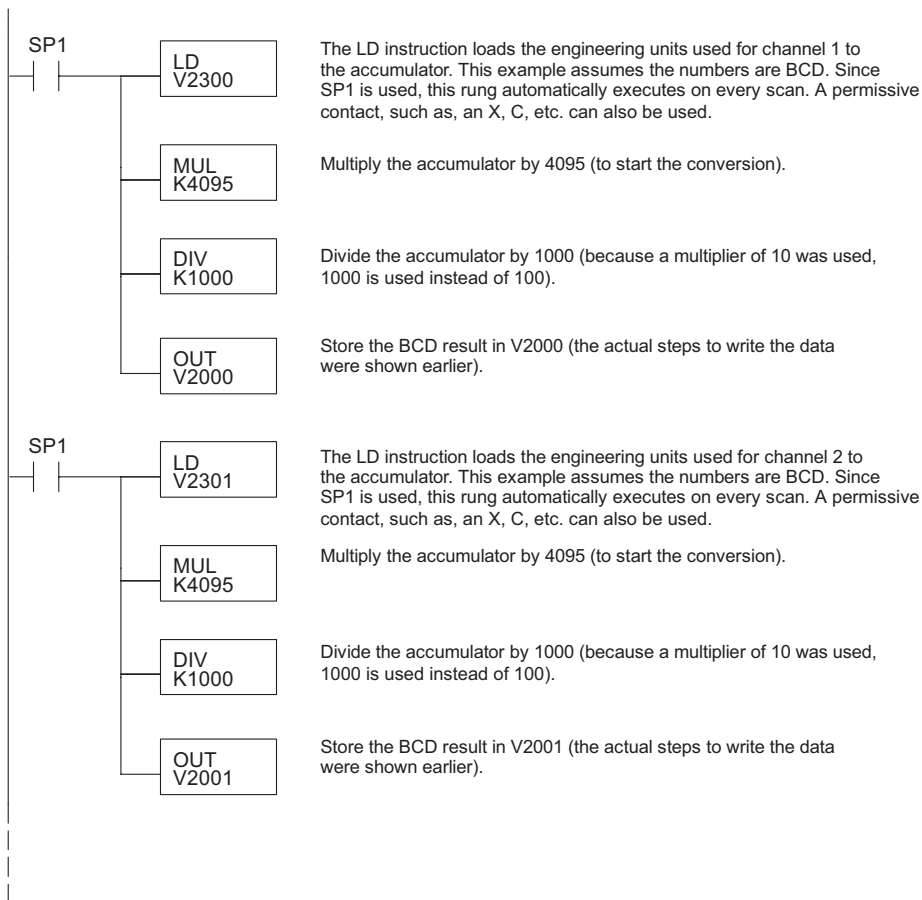 SP1
LD
V2300
The LD instruction loads the engineering units used for channel 1 to
the accumulator. This example assumes the numbers are BCD. Since
SP1 is used, this rung automatically executes on every scan. A permissive
contact, such as, an X, C, etc. can also be used.
MUL
K4095
Multiply the accumulator by 4095 (to start the conversion).
DIV
K1000
Divide the accumulator by 1000 (because a multiplier of 10 was used,
1000 is used instead of 100).
OUT
V2000
Store the BCD result in V2000 (the actual steps to write the data
were shown earlier).
SP1
LD
V2301
The LD instruction loads the engineering units used for channel 2 to
the accumulator. This example assumes the numbers are BCD. Since
SP1 is used, this rung automatically executes on every scan. A permissive
contact, such as, an X, C, etc. can also be used.
MUL
K4095
Multiply the accumulator by 4095 (to start the conversion).
DIV
K1000
Divide the accumulator by 1000 (because a multiplier of 10 was used,
1000 is used instead of 100).
OUT
V2001
Store the BCD result in V2001 (the actual steps to write the data
were shown earlier).